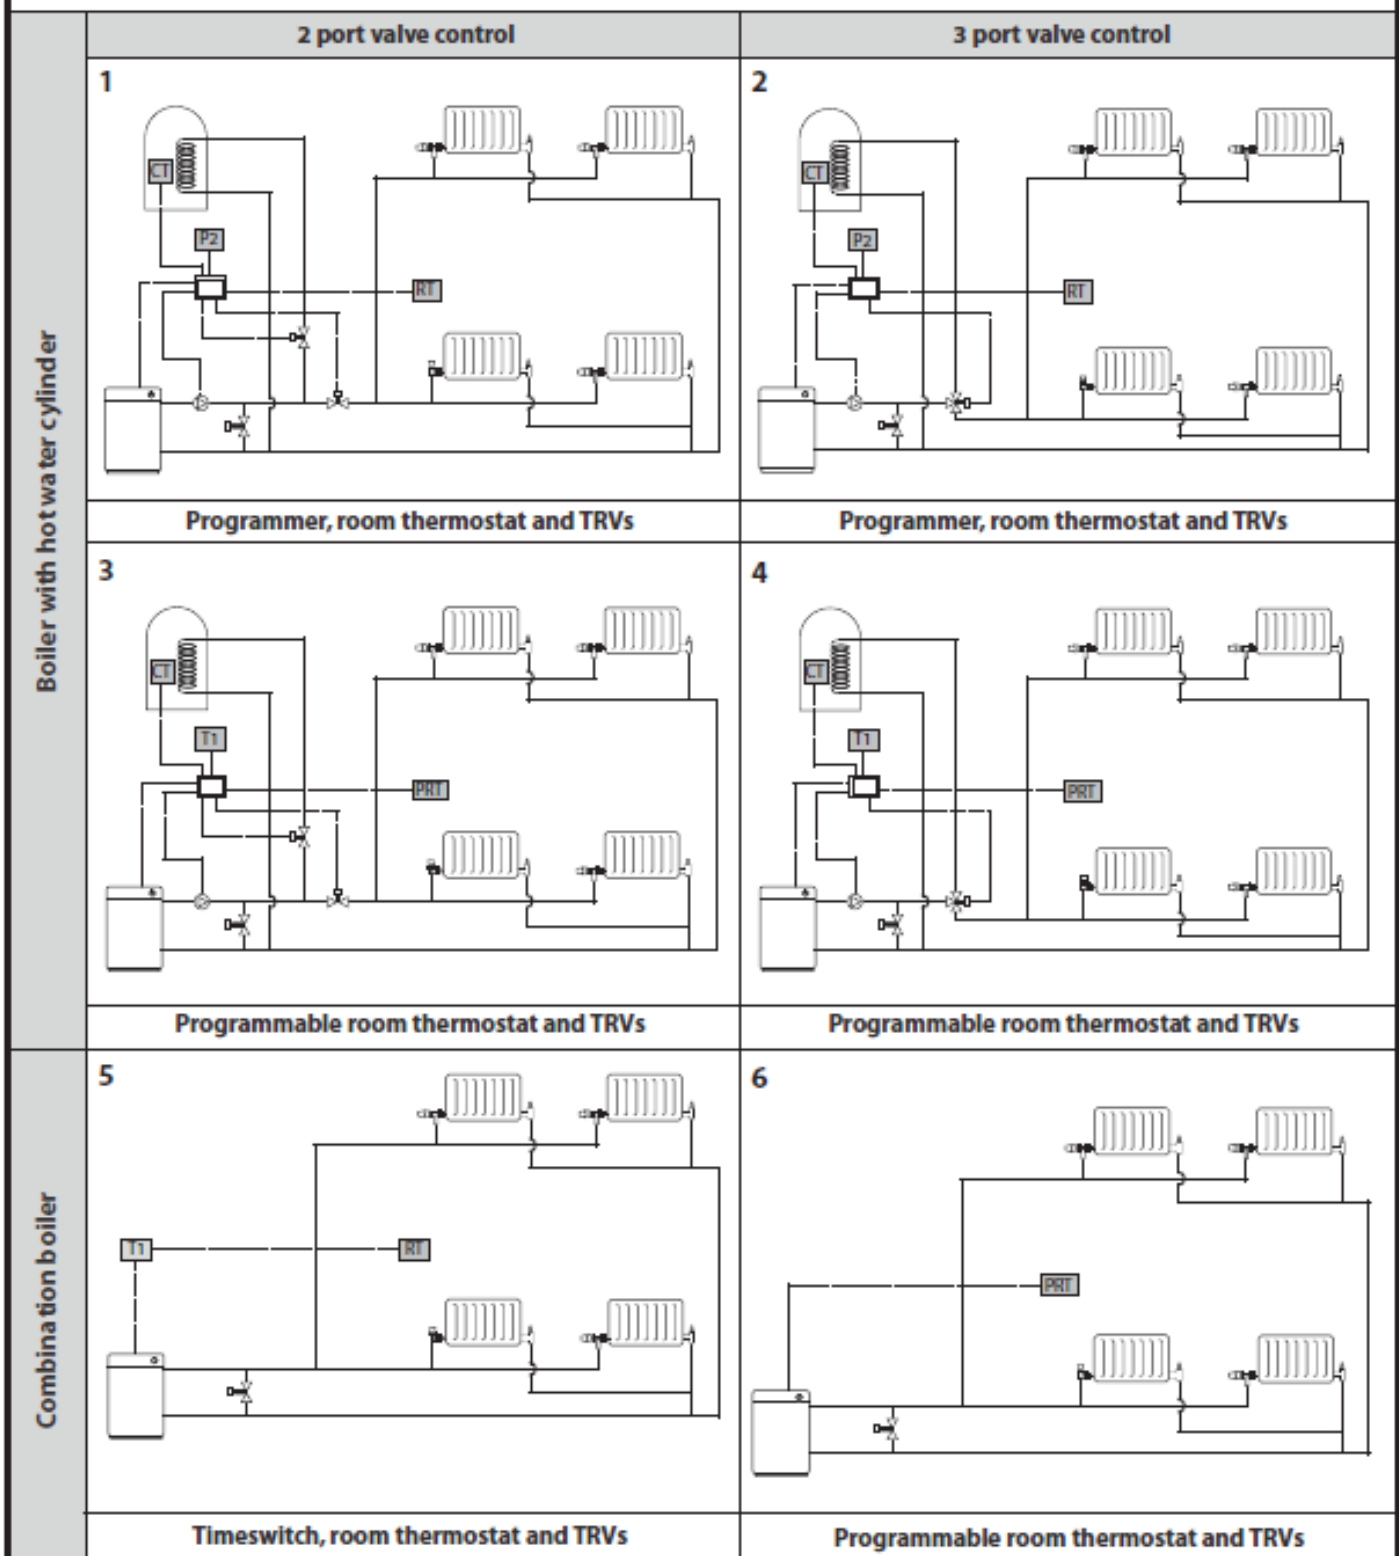 2 port valve control
3 port valve control
Boiler with hot water cylinder
1
CT
P2
RT
Programmer, room thermostat and TRVs
2
CT
P2
RT
Programmer, room thermostat and TRVs
3
CT
T1
PRT
Programmable room thermostat and TRVs
4
CT
T1
PRT
Programmable room thermostat and TRVs
Combination boiler
5
T1
RT
Timeswitch, room thermostat and TRVs
6
PRT
Programmable room thermostat and TRVs